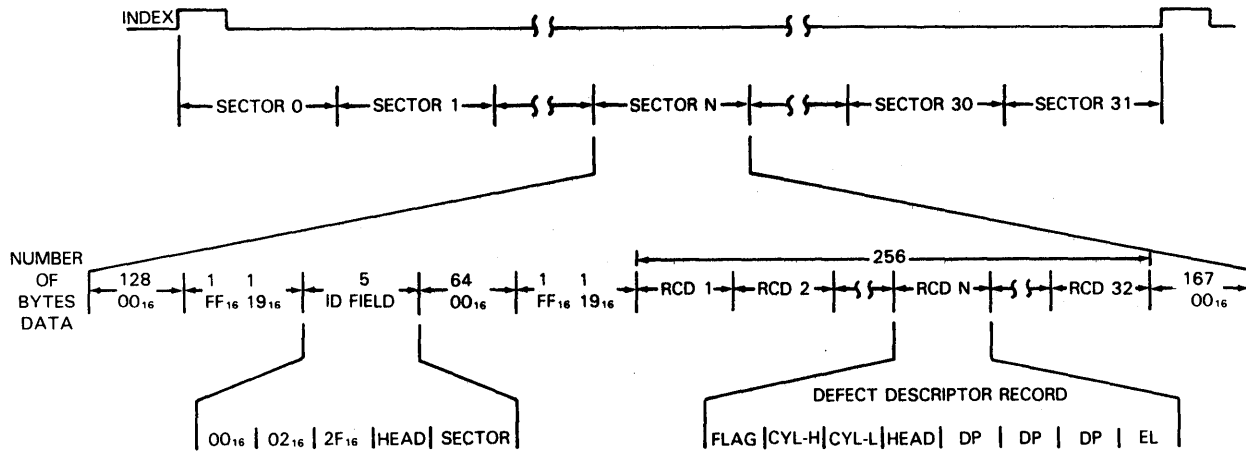 INDEX
SECTOR 0 SECTOR 1 SECTOR N SECTOR 30 SECTOR 31
NUMBER OF BYTES DATA
128 1 1 5 64 1 1 256 167
00₁₆ FF₁₆ 19₁₆ ID FIELD 00₁₆ FF₁₆ 19₁₆ RCD 1 RCD 2 RCD N RCD 32 00₁₆
DEFECT DESCRIPTOR RECORD
00₁₆ 02₁₆ 2F₁₆ HEAD SECTOR FLAG CYL-H CYL-L HEAD DP DP DP EL